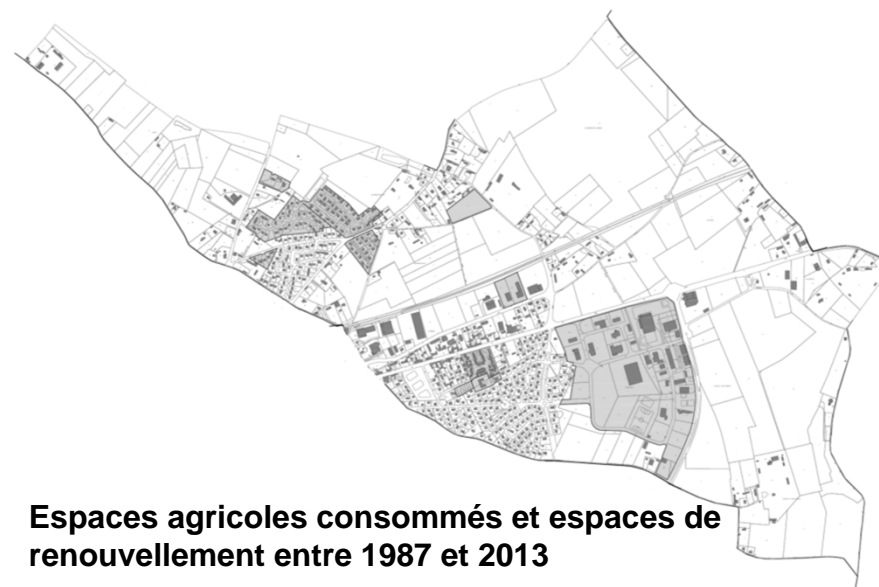 Espaces agricoles consommés et espaces de
renouvellement entre 1987 et 2013